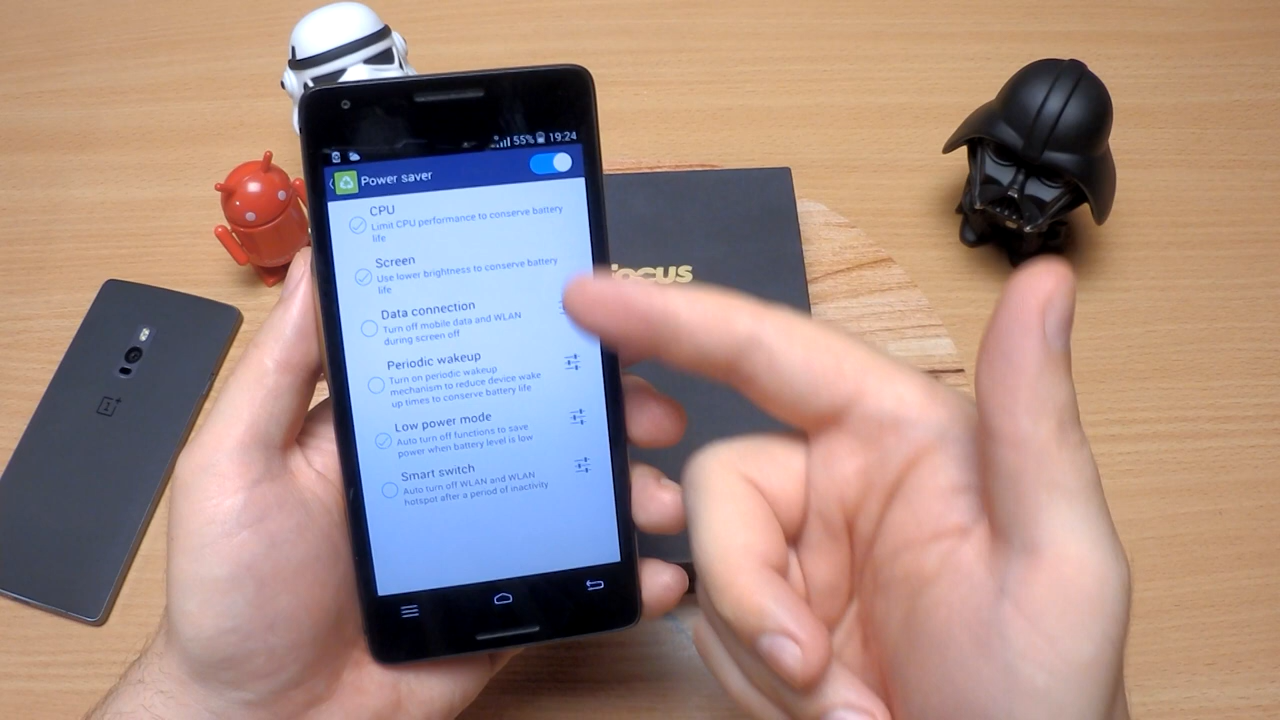 55% 19:24
Power saver
CPU
Limit CPU performance to conserve battery
life
Screen
Use lower brightness to conserve battery
life
Data connection
Turn off mobile data and WLAN
during screen off
Periodic wakeup
Turn on periodic wakeup
mechanism to reduce device wake
up times to conserve battery life
Low power mode
Auto turn off functions to save
power when battery level is low
Smart switch
Auto turn off WLAN and WLAN
hotspot after a period of inactivity
focus